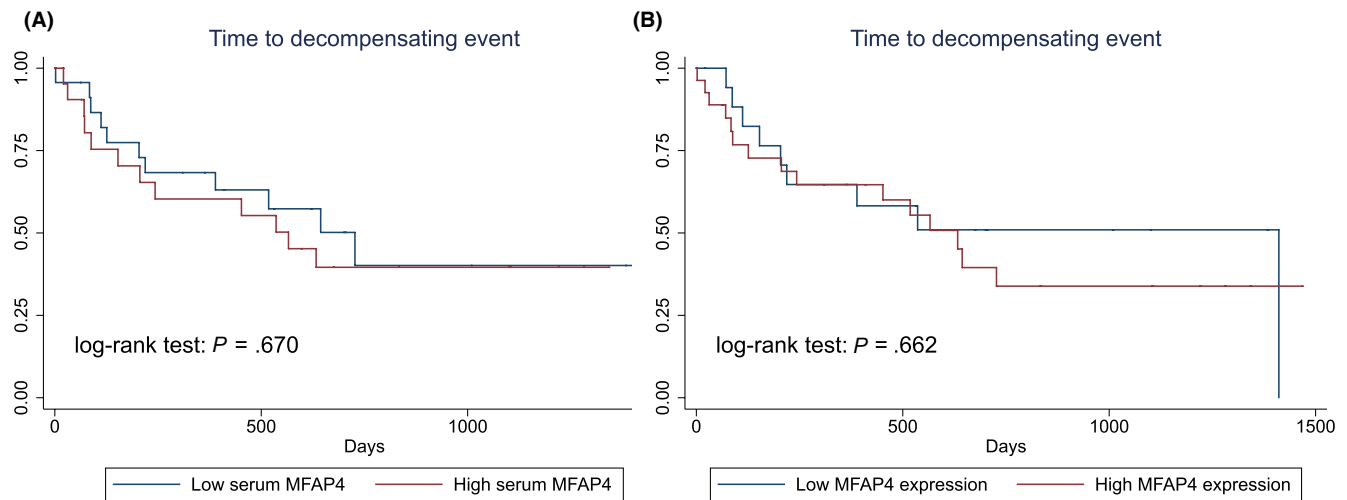 (A)
Time to decompensating event
1.00
0.75
0.50
0.25
0.00
log-rank test: P = .670
0 500 1000
Days
Low serum MFAP4 High serum MFAP4
(B)
Time to decompensating event
1.00
0.75
0.50
0.25
0.00
log-rank test: P = .662
0 500 1000 1500
Days
Low MFAP4 expression High MFAP4 expression